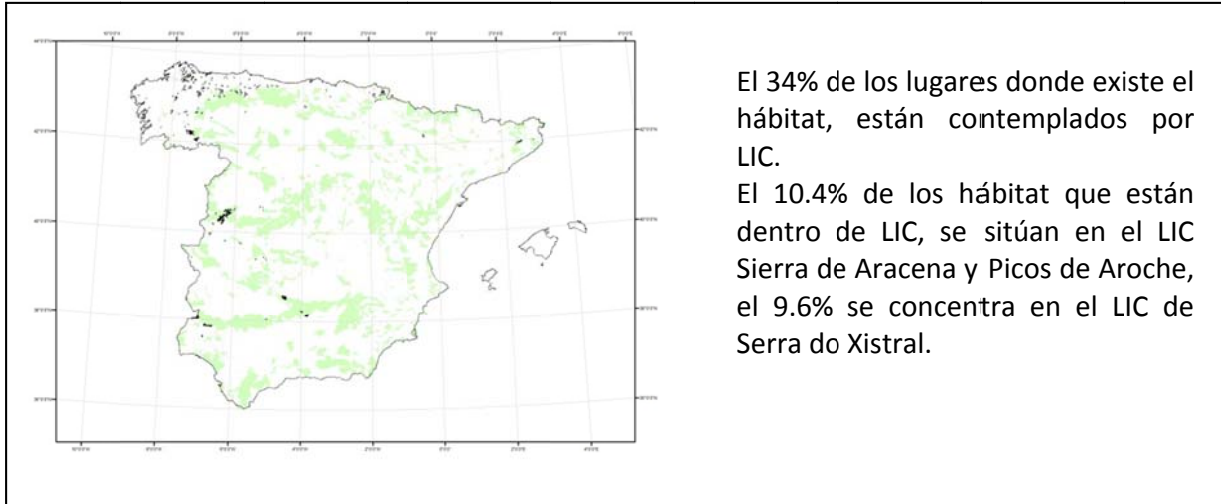 El 34% de los lugares donde existe el
hábitat, están contemplados por
LIC.
El 10.4% de los hábitat que están
dentro de LIC, se sitúan en el LIC
Sierra de Aracena y Picos de Aroche,
el 9.6% se concentra en el LIC de
Serra do Xistral.